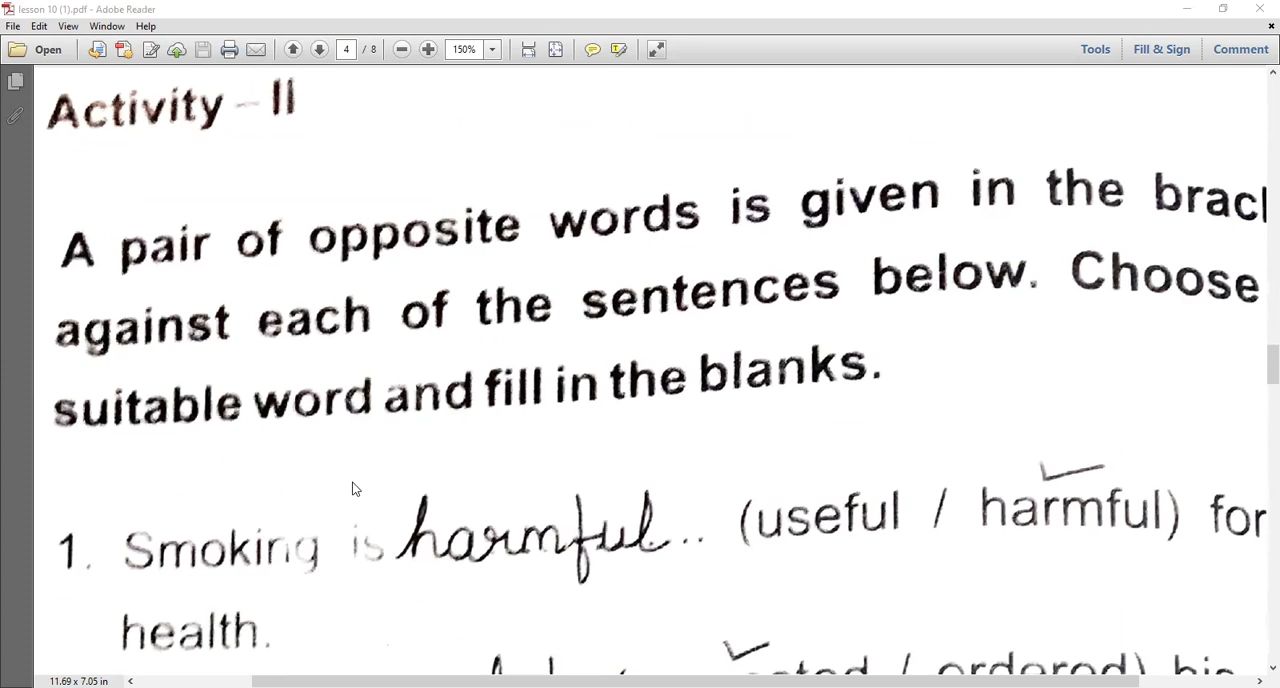 lesson 10 (1).pdf - Adobe Reader
File Edit View Window Help
Open 4 / 8 150% Tools Fill & Sign Comment
Activity - II
A pair of opposite words is given in the
against each of the sentences below. Choose
suitable word and fill in the blanks.
1. Smoking is harmful.. (useful / harmful) for
health.
/ ordered) his
11.69 x 7.05 in